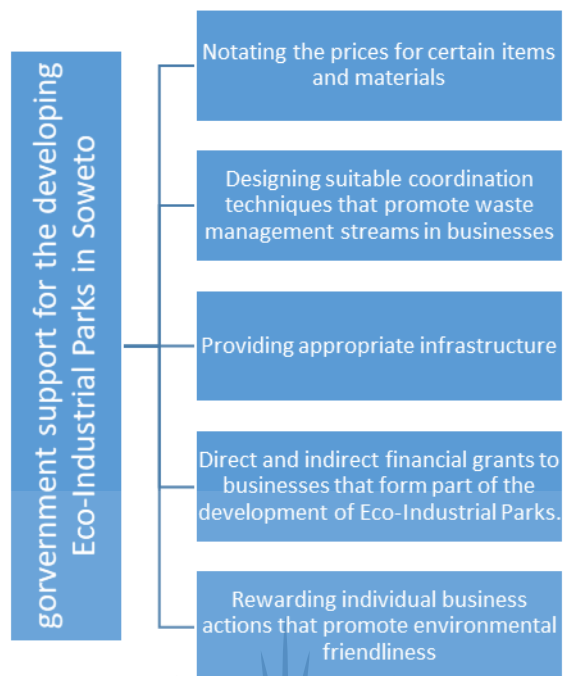 gorvernment support for the developing
Eco-Industrial Parks in Soweto
Notating the prices for certain items
and materials
Designing suitable coordination
techniques that promote waste
management streams in businesses
Providing appropriate infrastructure
Direct and indirect financial grants to
businesses that form part of the
development of Eco-Industrial Parks.
Rewarding individual business
actions that promote environmental
friendliness